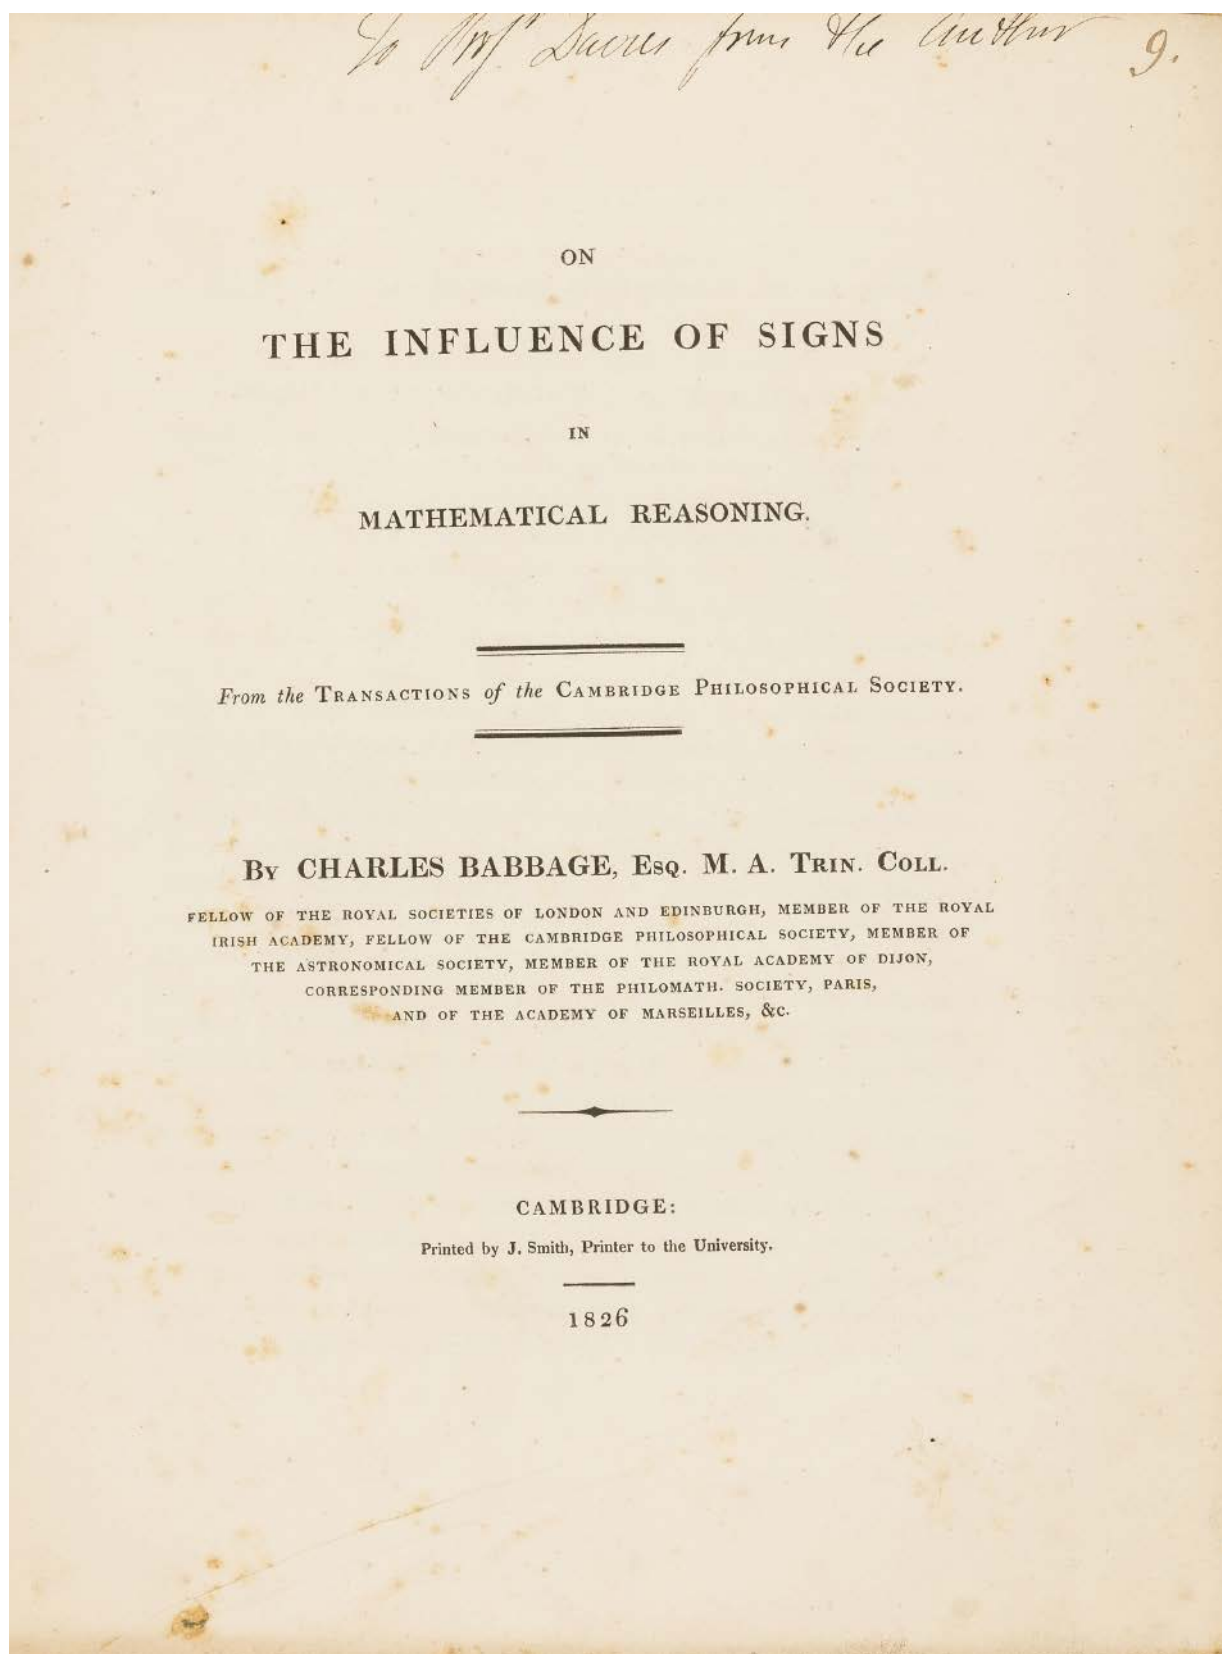 To Profr Davies from the Author
9.
ON
THE INFLUENCE OF SIGNS
IN
MATHEMATICAL REASONING.
From the TRANSACTIONS of the CAMBRIDGE PHILOSOPHICAL SOCIETY.
By CHARLES BABBAGE, Esq. M. A. TRIN. COLL.
FELLOW OF THE ROYAL SOCIETIES OF LONDON AND EDINBURGH, MEMBER OF THE ROYAL
IRISH ACADEMY, FELLOW OF THE CAMBRIDGE PHILOSOPHICAL SOCIETY, MEMBER OF
THE ASTRONOMICAL SOCIETY, MEMBER OF THE ROYAL ACADEMY OF DIJON,
CORRESPONDING MEMBER OF THE PHILOMATH. SOCIETY, PARIS,
AND OF THE ACADEMY OF MARSEILLES, &C.
CAMBRIDGE:
Printed by J. Smith, Printer to the University.
1826